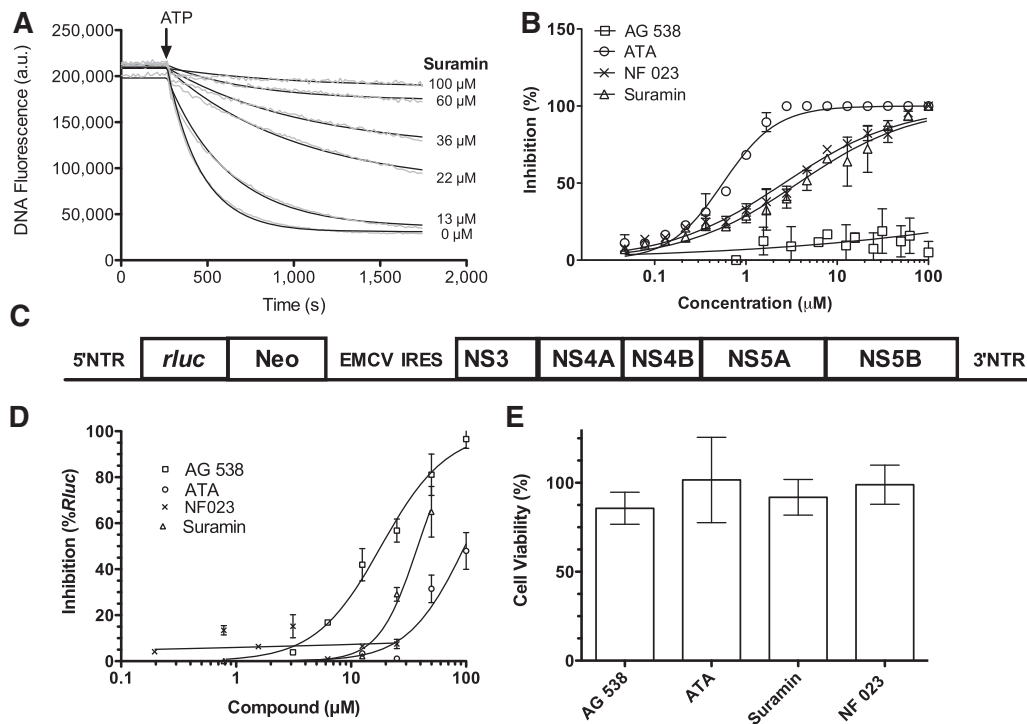 A
ATP
250,000
200,000
150,000
100,000
50,000
0
DNA Fluorescence (a.u.)
Suramin
100 µM
60 µM
36 µM
22 µM
13 µM
0 µM
0
500
1,000
1,500
2,000
Time (s)
B
150
100
50
0
Inhibition (%)
AG 538
ATA
NF 023
Suramin
0.1
1
10
100
Concentration (µM)
C
5'NTR
rluc
Neo
EMCV IRES
NS3
NS4A
NS4B
NS5A
NS5B
3'NTR
D
100
80
60
40
20
0
Inhibition (%Rluc)
AG 538
ATA
NF023
Suramin
0.1
1
10
100
Compound (µM)
E
100
50
0
Cell Viability (%)
AG 538
ATA
Suramin
NF 023